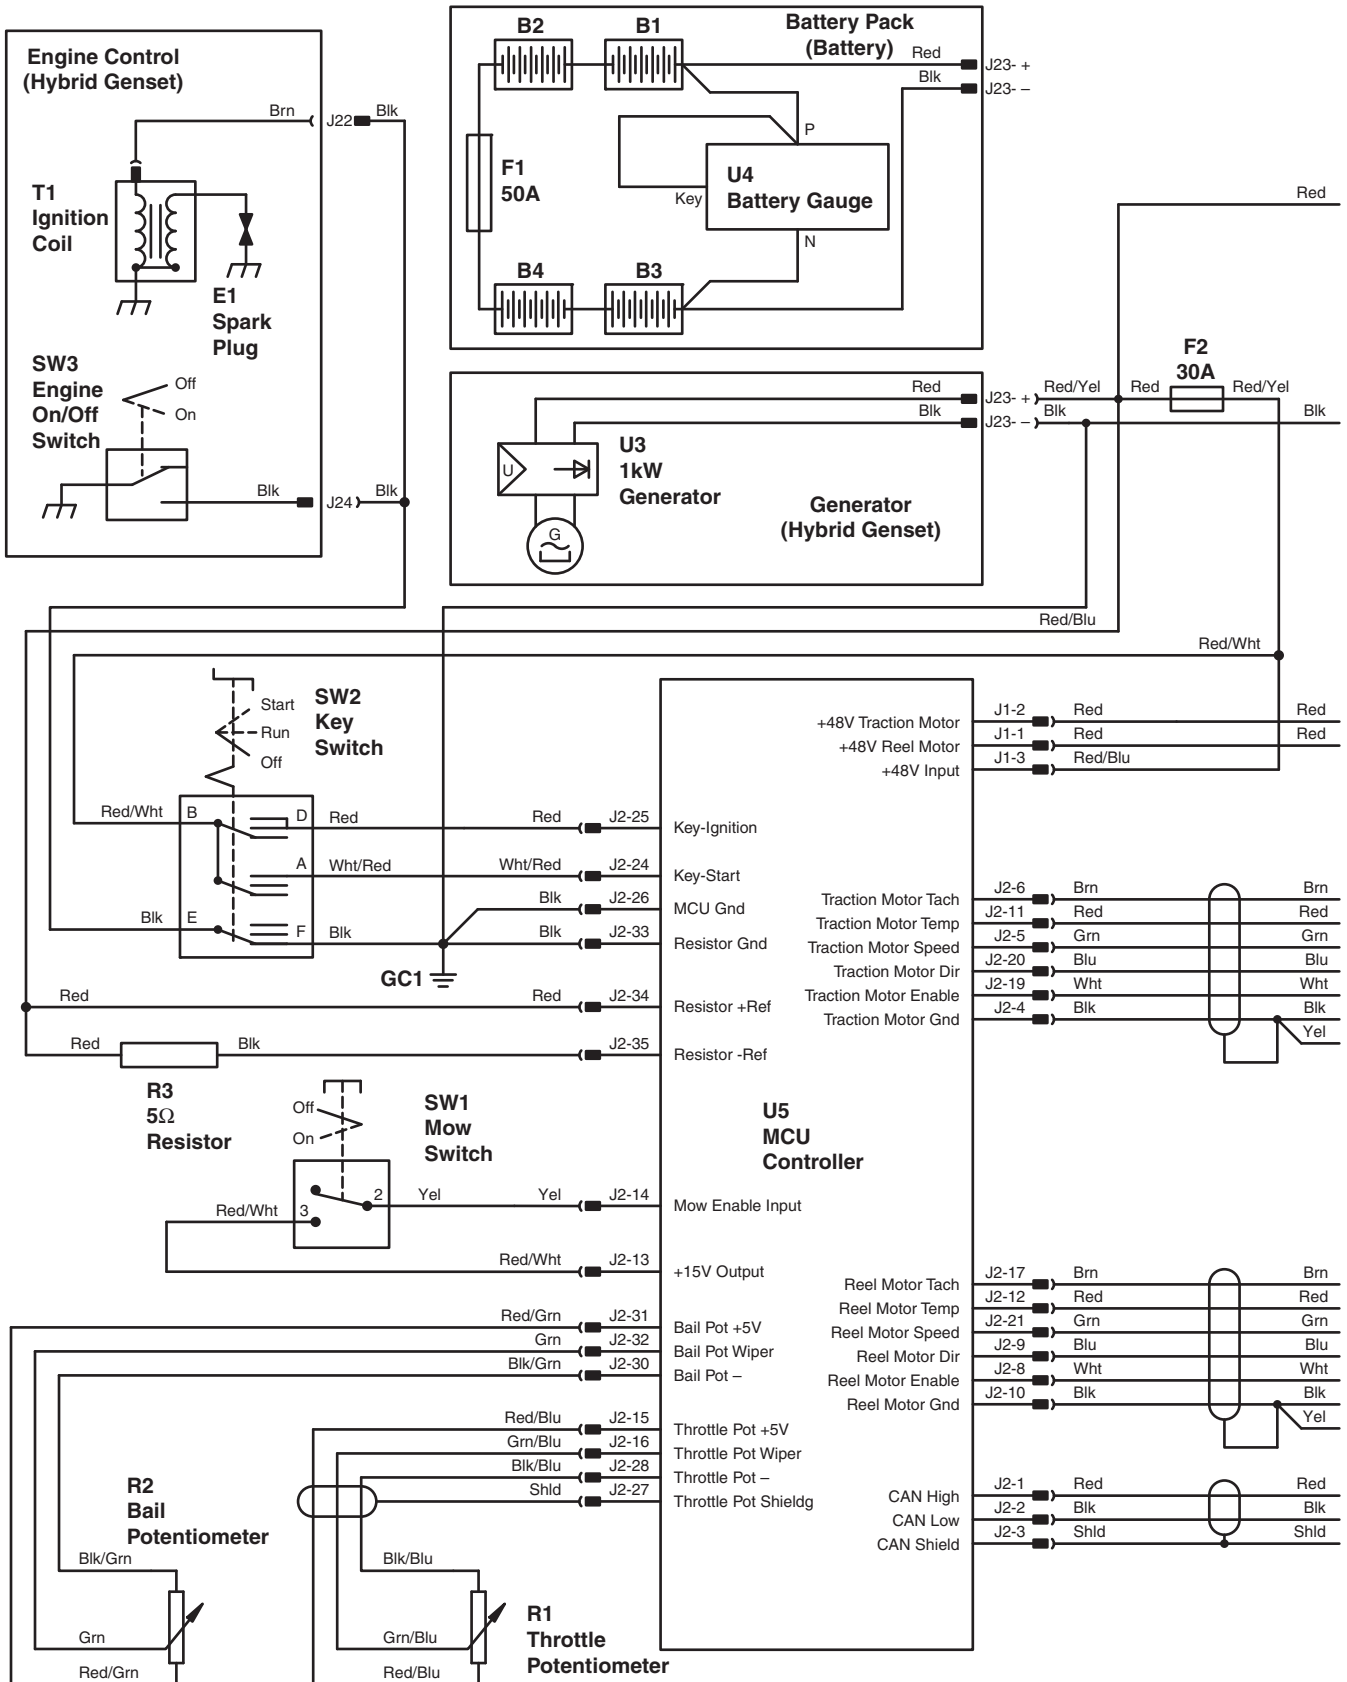 Engine Control
(Hybrid Genset)
Brn
J22
Blk
T1
Ignition
Coil
E1
Spark
Plug
SW3
Engine
On/Off
Switch
Off
On
Blk
J24
Blk
Battery Pack
(Battery)
B2
B1
Red
J23- +
Blk
J23- –
P
F1
50A
U4
Battery Gauge
Key
N
B4
B3
Red
F2
30A
Red
J23- +
Red/Yel
Red
Red/Yel
Blk
J23- –
Blk
Blk
U
U3
1kW
Generator
G
Generator
(Hybrid Genset)
Red/Blu
Red/Wht
SW2
Key
Switch
Start
Run
Off
Red/Wht
B
D
Red
Red
J2-25
Key-Ignition
A
Wht/Red
Wht/Red
J2-24
Key-Start
Blk
J2-26
MCU Gnd
Blk
E
F
Blk
Blk
J2-33
Resistor Gnd
GC1
Red
Red
J2-34
Resistor +Ref
Red
Blk
J2-35
Resistor -Ref
R3
5Ω
Resistor
Off
On
SW1
Mow
Switch
2
Yel
Yel
J2-14
Mow Enable Input
Red/Wht
3
Red/Wht
J2-13
+15V Output
Red/Grn
J2-31
Bail Pot +5V
Grn
J2-32
Bail Pot Wiper
Blk/Grn
J2-30
Bail Pot –
Red/Blu
J2-15
Throttle Pot +5V
Grn/Blu
J2-16
Throttle Pot Wiper
Blk/Blu
J2-28
Throttle Pot –
Shld
J2-27
Throttle Pot Shieldg
R2
Bail
Potentiometer
Blk/Grn
Grn
Red/Grn
Blk/Blu
Grn/Blu
Red/Blu
R1
Throttle
Potentiometer
U5
MCU
Controller
+48V Traction Motor
J1-2
Red
Red
+48V Reel Motor
J1-1
Red
Red
+48V Input
J1-3
Red/Blu
Traction Motor Tach
J2-6
Brn
Brn
Traction Motor Temp
J2-11
Red
Red
Traction Motor Speed
J2-5
Grn
Grn
Traction Motor Dir
J2-20
Blu
Blu
Traction Motor Enable
J2-19
Wht
Wht
Traction Motor Gnd
J2-4
Blk
Blk
Yel
Reel Motor Tach
J2-17
Brn
Brn
Reel Motor Temp
J2-12
Red
Red
Reel Motor Speed
J2-21
Grn
Grn
Reel Motor Dir
J2-9
Blu
Blu
Reel Motor Enable
J2-8
Wht
Wht
Reel Motor Gnd
J2-10
Blk
Blk
Yel
CAN High
J2-1
Red
Red
CAN Low
J2-2
Blk
Blk
CAN Shield
J2-3
Shld
Shld